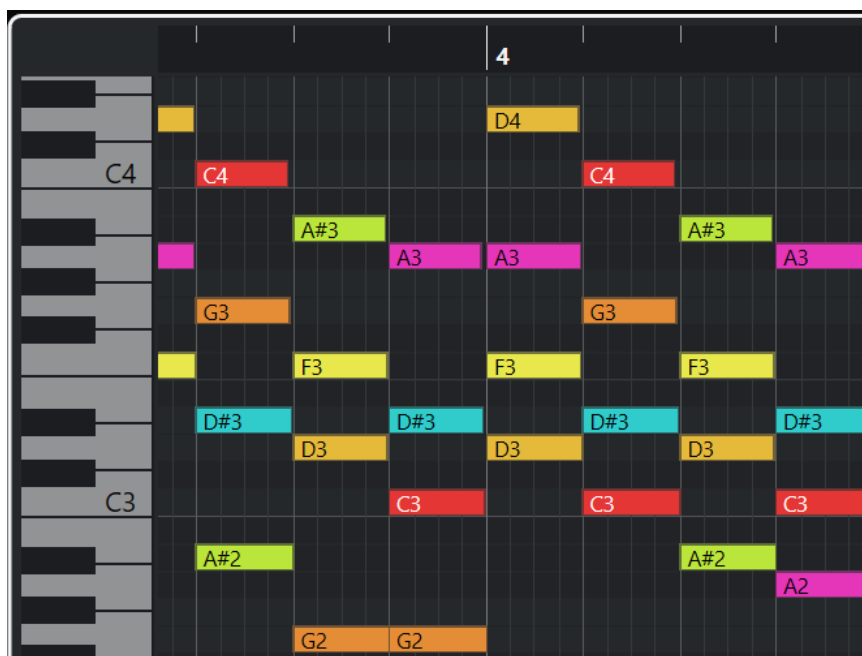 4
D4
C4 C4 C4
A#3 A#3
A3 A3 A3
G3 G3
F3 F3 F3
D#3 D#3 D#3 D#3
D3 D3 D3
C3 C3 C3 C3
A#2 A#2
A2
G2 G2